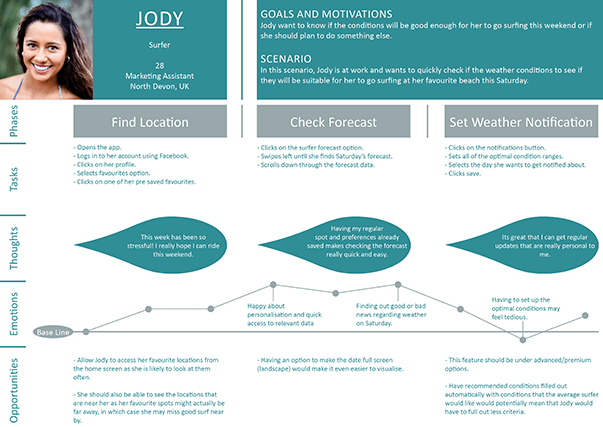 JODY
Surfer
28
Marketing Assistant
North Devon, UK
GOALS AND MOTIVATIONS
Jody want to know if the conditions will be good enough for her to go surfing this weekend or if
she should plan to do something else.
SCENARIO
In this scenario, Jody is at work and wants to quickly check if the weather conditions to see if
they will be suitable for her to go surfing at her favourite beach this Saturday.
Phases
Find Location
Check Forecast
Set Weather Notification
Tasks
- Opens the app.
- Logs in to her account using Facebook.
- Clicks on her profile.
- Selects favourites option.
- Clicks on one of her pre saved favourites.
- Clicks on the surfer forecast option.
- Swipes left until she finds Saturday's forecast.
- Scrolls down through the forecast data.
- Clicks on the notifications button.
- Sets all of the optimal condition ranges.
- Selects the day she wants to get notified about.
- Clicks save.
Thoughts
This week has been so
stressful! I really hope I can ride
this weekend.
Having my regular
spot and preferences already
saved makes checking the forecast
really quick and easy.
Its great that I can get regular
updates that are really personal to
me.
Emotions
Base Line
Happy about
personalisation and quick
access to relevant data
Finding out good or bad
news regarding weather
on Saturday.
Having to set up the
optimal conditions may
feel tedious.
Opportunities
- Allow Jody to access her favourite locations from
the home screen as she is likely to look at them
often.
- She should also be able to see the locations that
are near her as her favourite spots might actually be
far away, in which case she may miss good surf near
by.
- Having an option to make the date full screen
(landscape) would make it even easier to visualise.
- This feature should be under advanced/premium
options.
- Have recommended conditions filled out
automatically with conditions that the average surfer
would like would potentially mean that Jody would
have to full out less criteria.